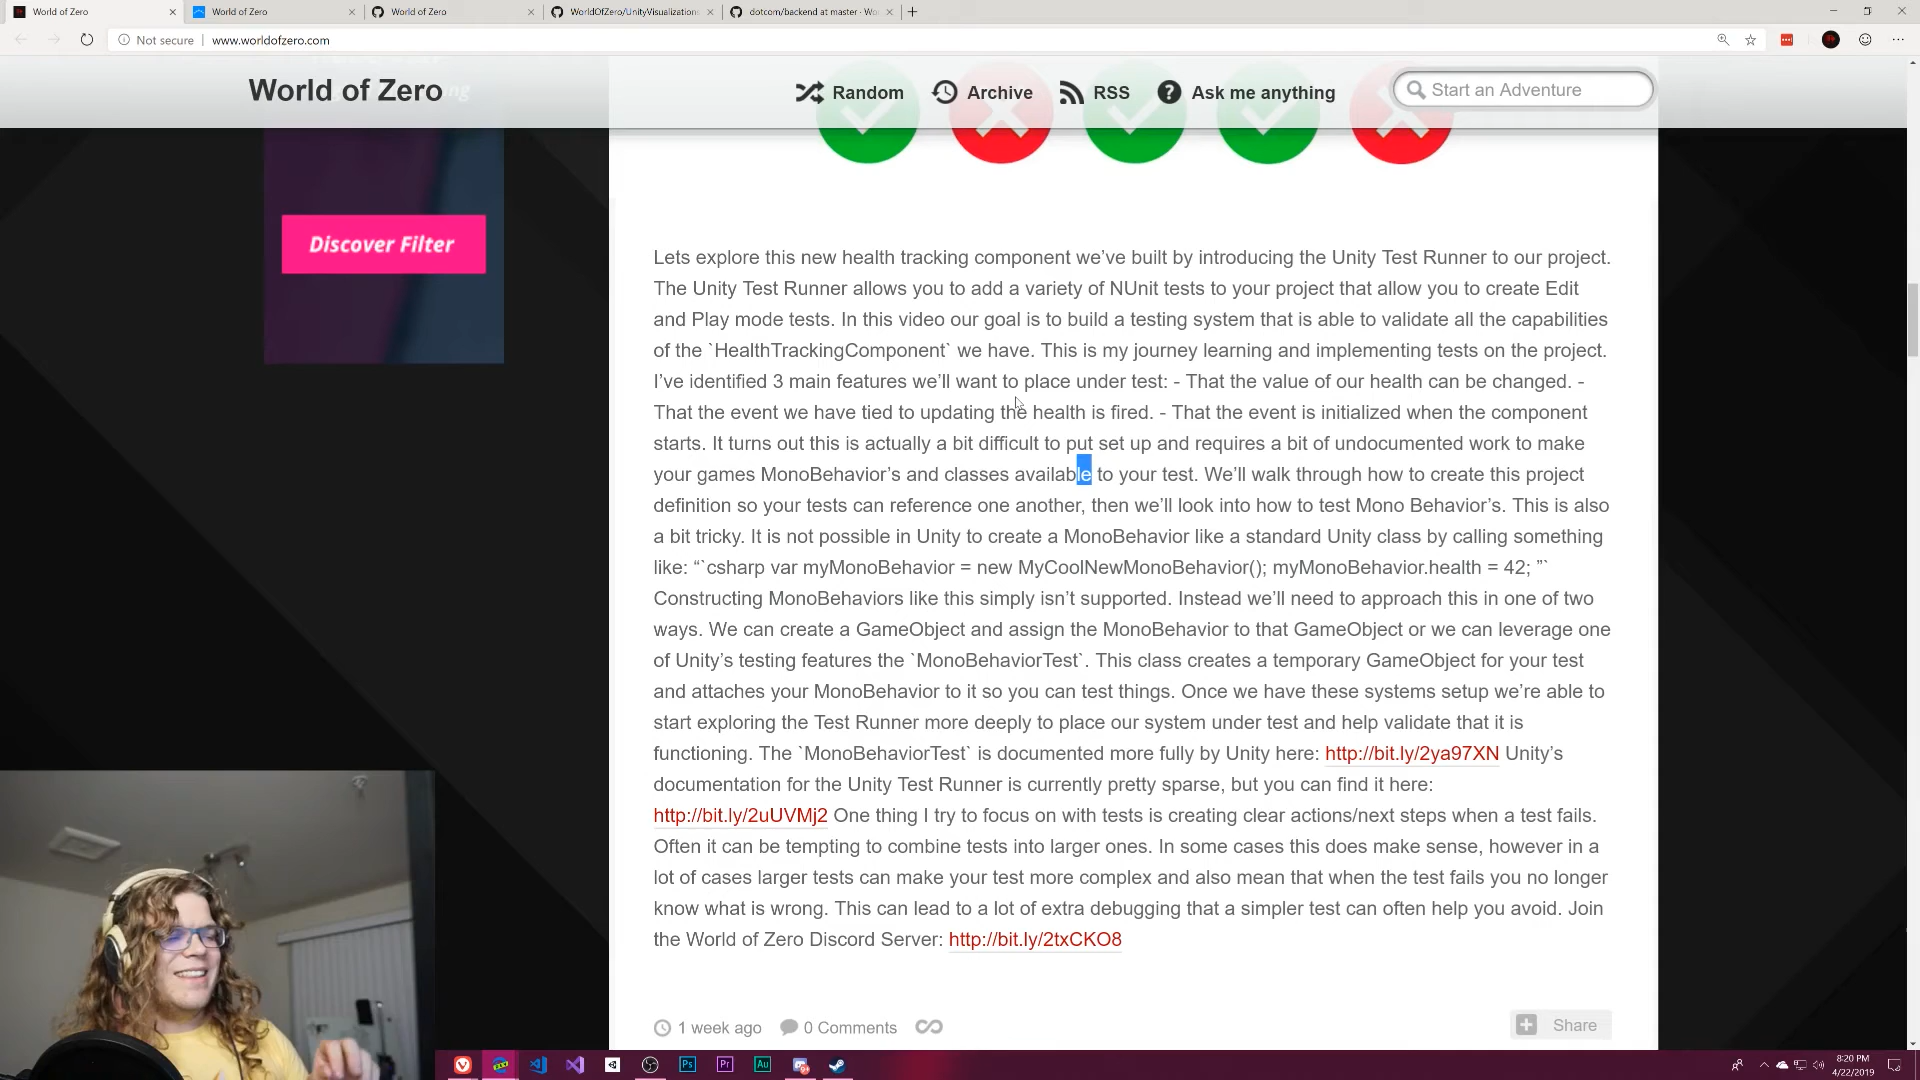 World of Zero
World of Zero
World of Zero
WorldOfZero/UnityVisualization
dotcom/backend at master · Wo
Not secure
www.worldofzero.com
World of Zero
Random
Archive
RSS
Ask me anything
Start an Adventure
Discover Filter
Lets explore this new health tracking component we’ve built by introducing the Unity Test Runner to our project.
The Unity Test Runner allows you to add a variety of NUnit tests to your project that allow you to create Edit
and Play mode tests. In this video our goal is to build a testing system that is able to validate all the capabilities
of the `HealthTrackingComponent` we have. This is my journey learning and implementing tests on the project.
I’ve identified 3 main features we’ll want to place under test: - That the value of our health can be changed. -
That the event we have tied to updating the health is fired. - That the event is initialized when the component
starts. It turns out this is actually a bit difficult to put set up and requires a bit of undocumented work to make
your games MonoBehavior’s and classes available to your test. We’ll walk through how to create this project
definition so your tests can reference one another, then we’ll look into how to test Mono Behavior’s. This is also
a bit tricky. It is not possible in Unity to create a MonoBehavior like a standard Unity class by calling something
like: “`csharp var myMonoBehavior = new MyCoolNewMonoBehavior(); myMonoBehavior.health = 42; ”`
Constructing MonoBehaviors like this simply isn’t supported. Instead we’ll need to approach this in one of two
ways. We can create a GameObject and assign the MonoBehavior to that GameObject or we can leverage one
of Unity’s testing features the `MonoBehaviorTest`. This class creates a temporary GameObject for your test
and attaches your MonoBehavior to it so you can test things. Once we have these systems setup we’re able to
start exploring the Test Runner more deeply to place our system under test and help validate that it is
functioning. The `MonoBehaviorTest` is documented more fully by Unity here: http://bit.ly/2ya97XN Unity’s
documentation for the Unity Test Runner is currently pretty sparse, but you can find it here:
http://bit.ly/2uUVMj2 One thing I try to focus on with tests is creating clear actions/next steps when a test fails.
Often it can be tempting to combine tests into larger ones. In some cases this does make sense, however in a
lot of cases larger tests can make your test more complex and also mean that when the test fails you no longer
know what is wrong. This can lead to a lot of extra debugging that a simpler test can often help you avoid. Join
the World of Zero Discord Server: http://bit.ly/2txCKO8
1 week ago
0 Comments
Share
Ps
Pr
Au
8:20 PM
4/22/2019